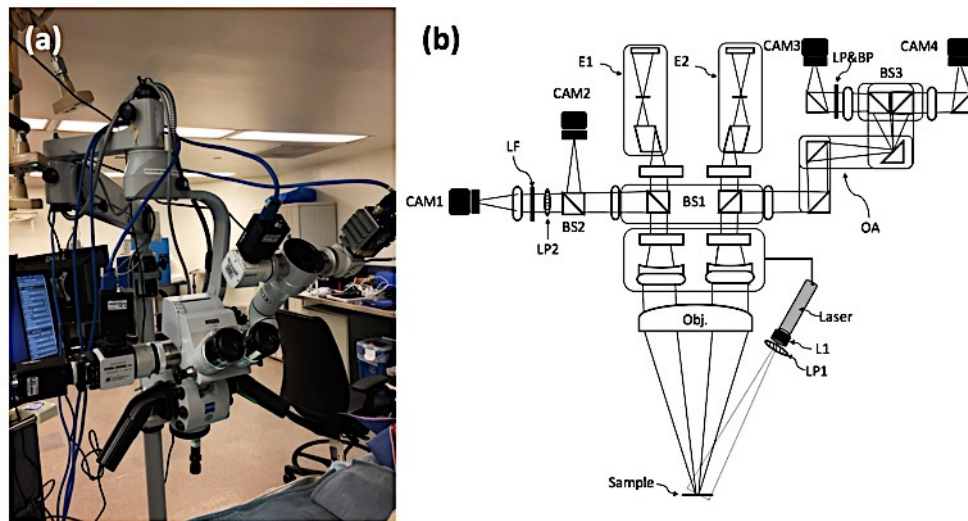 (a)
(b)
E1
E2
CAM3
CAM4
LP&BP
BS3
CAM2
LF
CAM1
BS1
BS2
LP2
OA
Obj.
Laser
L1
LP1
Sample